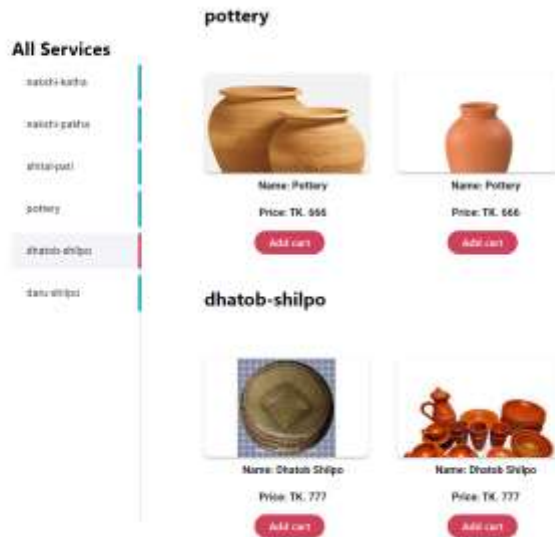 All Services
nakshi-katha
nakshi-pakha
shital-pati
pottery
dhatob-shilpo
daru-shilpo
pottery
Name: Pottery
Price: TK. 666
Add cart
Name: Pottery
Price: TK. 666
Add cart
dhatob-shilpo
Name: Dhatob Shilpo
Price: TK. 777
Add cart
Name: Dhatob Shilpo
Price: TK. 777
Add cart